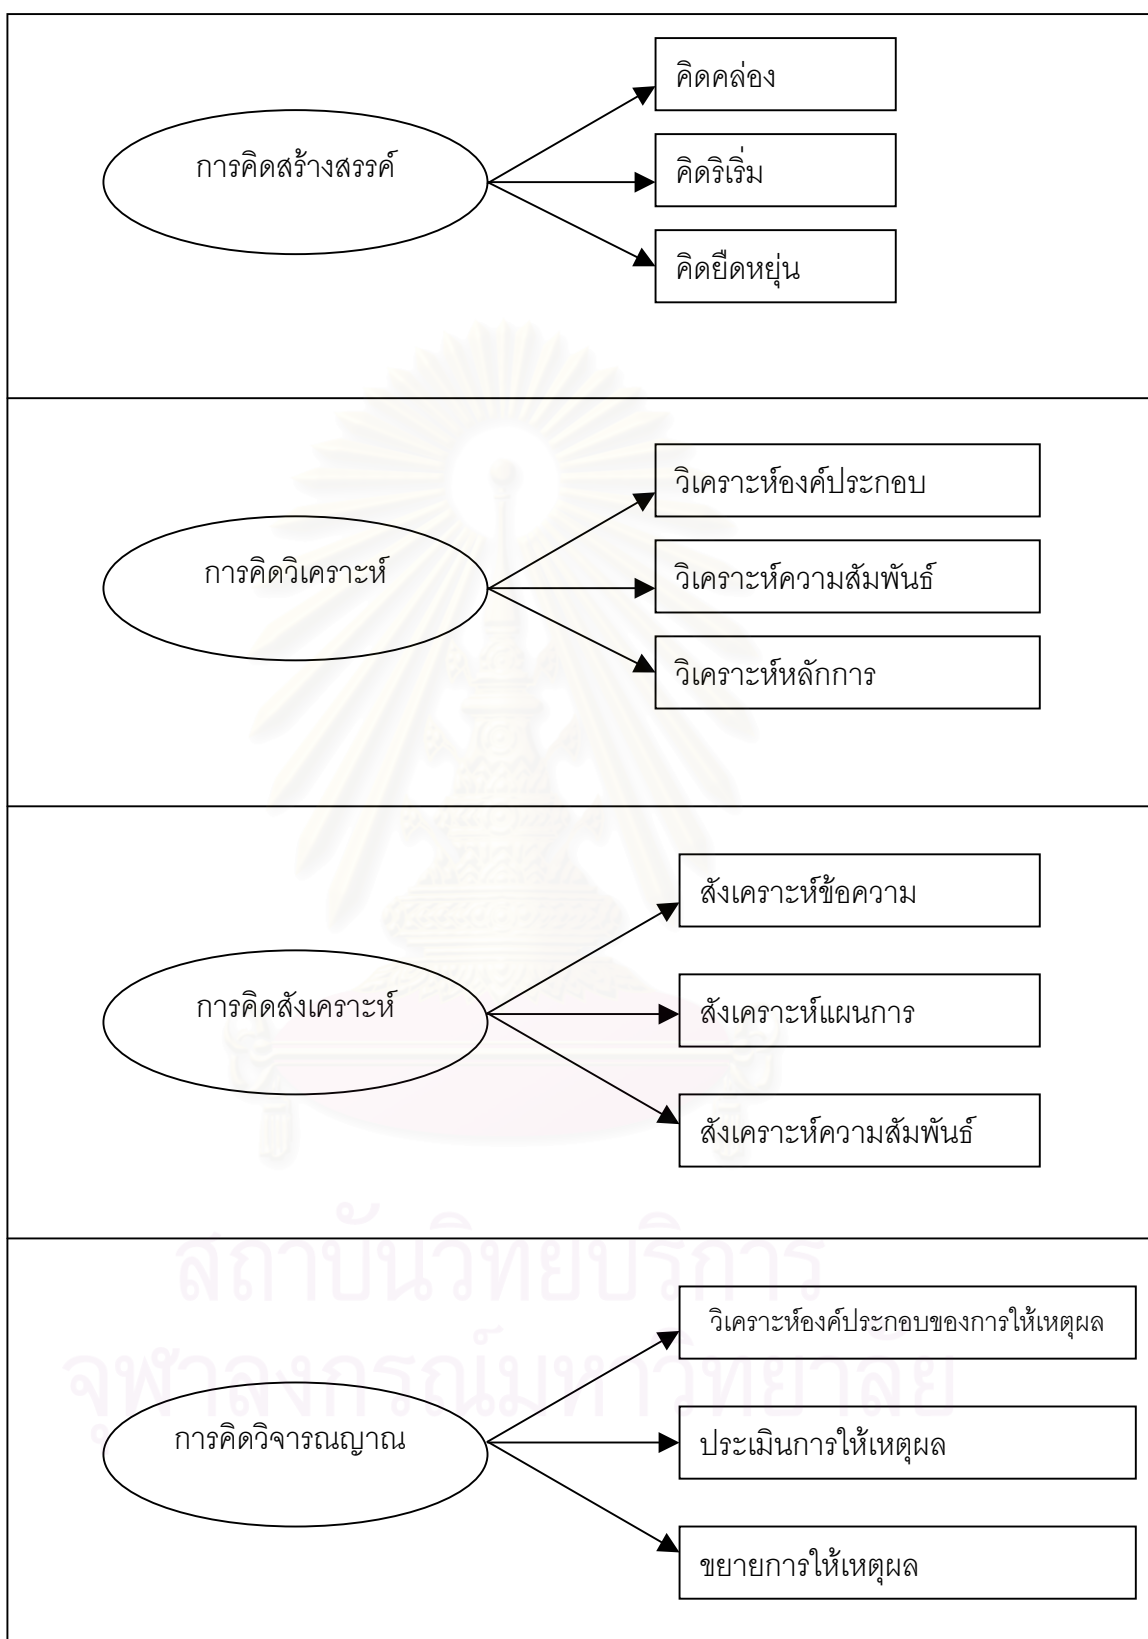 คิดคล่อง
การคิดสร้างสรรค์
คิดริเริ่ม
คิดยืดหยุ่น
วิเคราะห์องค์ประกอบ
การคิดวิเคราะห์
วิเคราะห์ความสัมพันธ์
วิเคราะห์หลักการ
สังเคราะห์ข้อความ
การคิดสังเคราะห์
สังเคราะห์แผนการ
สังเคราะห์ความสัมพันธ์
สถาบันวิทยบริการ
จุฬาลงกรณ์มหาวิทยาลัย
วิเคราะห์องค์ประกอบของการให้เหตุผล
การคิดวิจารณญาณ
ประเมินการให้เหตุผล
ขยายการให้เหตุผล